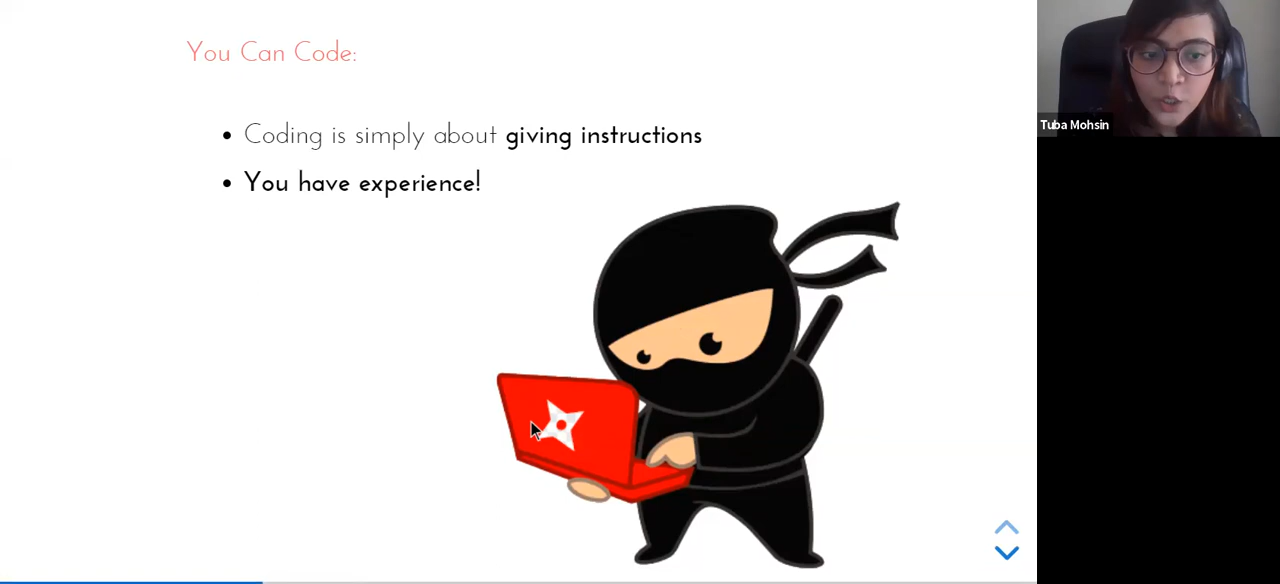 You Can Code:
Coding is simply about giving instructions
You have experience!
Tuba Mohsin